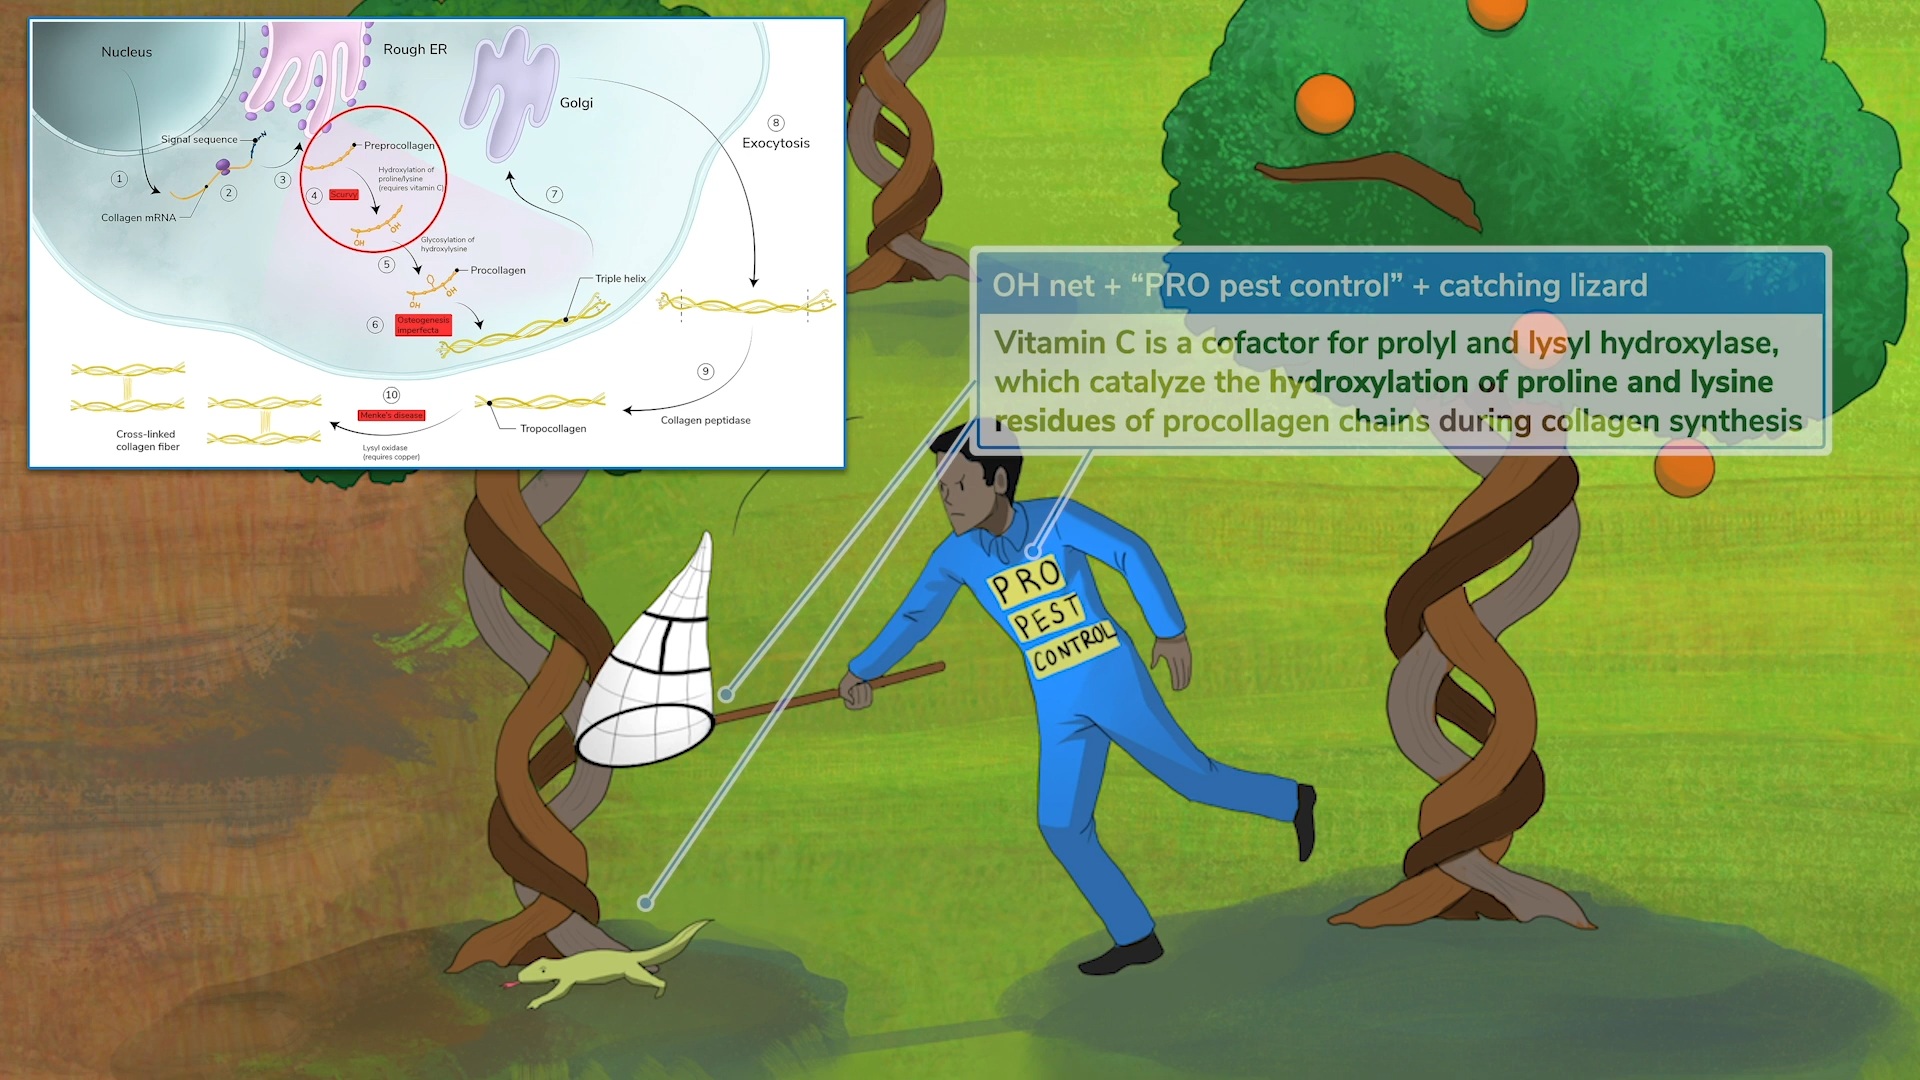 Nucleus
Rough ER
Golgi
8
Exocytosis
Signal sequence
N
Preprocollagen
Hydroxylation of
proline/lysine
(requires vitamin C)
1
2
3
4
Scurvy
7
Collagen mRNA
OH
OH
Glycosylation of
hydroxylysine
5
Procollagen
Triple helix
OH
OH
6
Osteogenesis
imperfecta
9
10
Menke's disease
Collagen peptidase
Tropocollagen
Cross-linked
collagen fiber
Lysyl oxidase
(requires copper)
OH net + “PRO pest control” + catching lizard
Vitamin C is a cofactor for prolyl and lysyl hydroxylase,
which catalyze the hydroxylation of proline and lysine
residues of procollagen chains during collagen synthesis
PRO
PEST
CONTROL